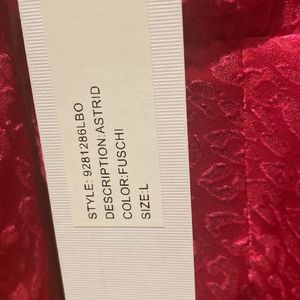 STYLE: 9281286LBO
DESCRIPTION:ASTRID
COLOR:FUSCHI
SIZE:L